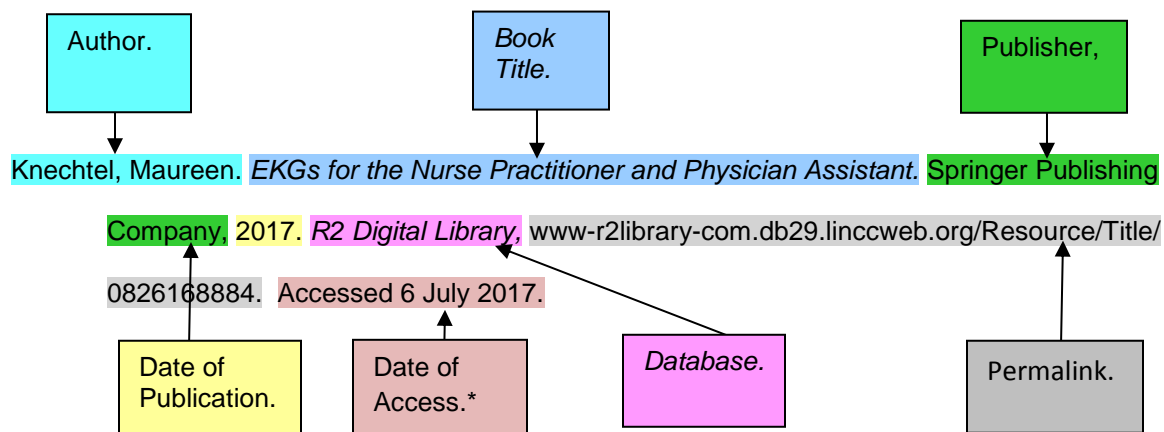 Author.
Book
Title.
Publisher,
Knechtel, Maureen. EKGs for the Nurse Practitioner and Physician Assistant. Springer Publishing
Company, 2017. R2 Digital Library, www-r2library-com.db29.linccweb.org/Resource/Title/
0826168884. Accessed 6 July 2017.
Date of
Publication.
Date of
Access.*
Database.
Permalink.